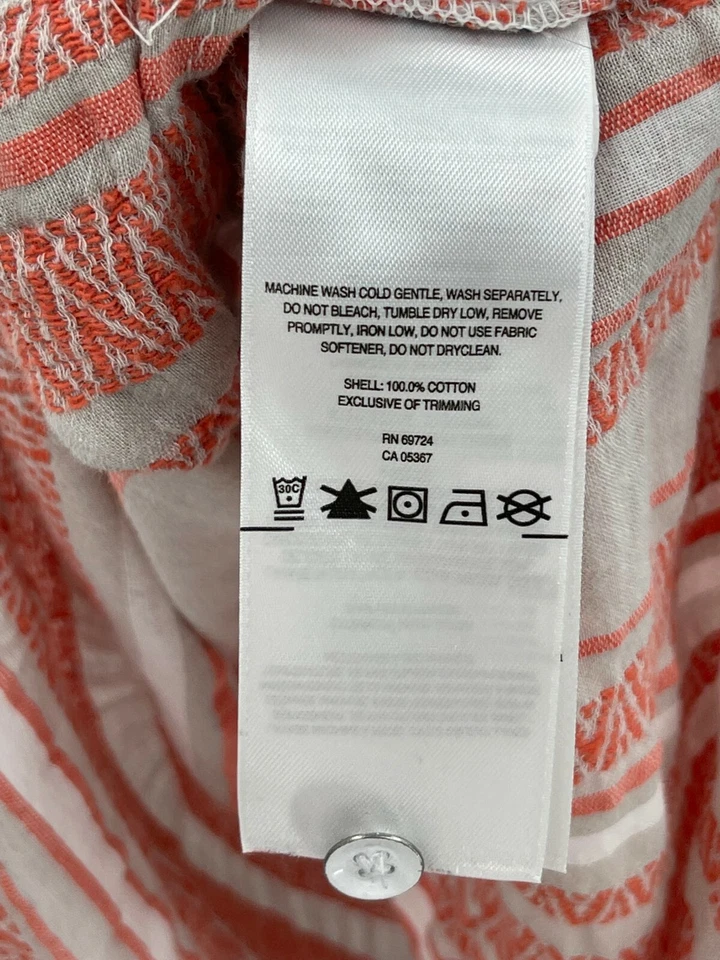 MACHINE WASH COLD GENTLE, WASH SEPARATELY,
DO NOT BLEACH, TUMBLE DRY LOW, REMOVE
PROMPTLY, IRON LOW, DO NOT USE FABRIC
SOFTENER, DO NOT DRYCLEAN.
SHELL: 100.0% COTTON
EXCLUSIVE OF TRIMMING
RN 69724
CA 05367
30C